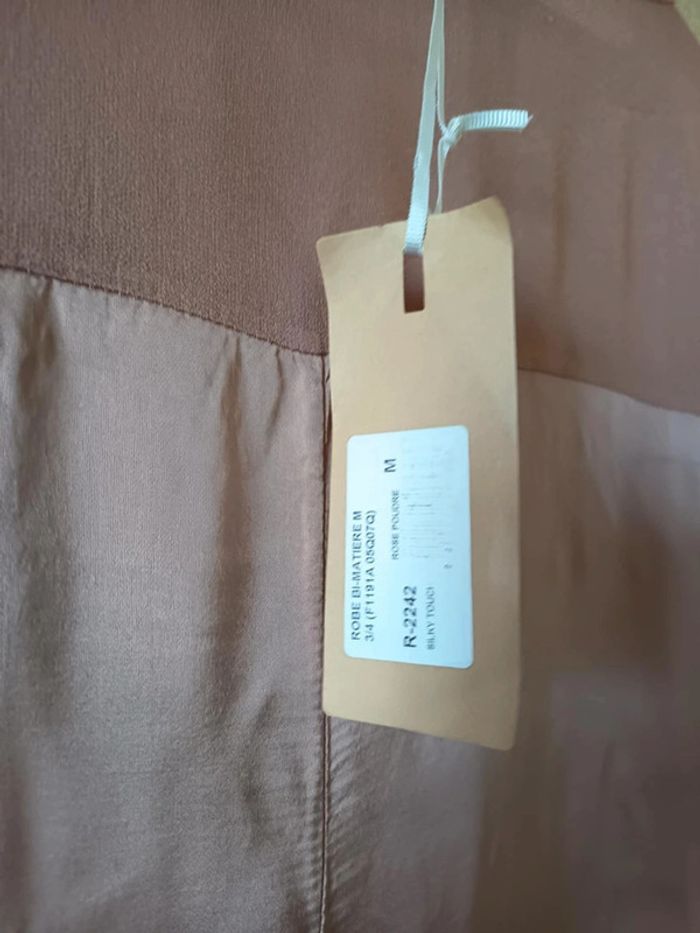 ROBE BI-MATIERE M
3/4 (F1191A 05Q07Q)
ROSE POUDRE
M
R-2242
SILKY TOUCH